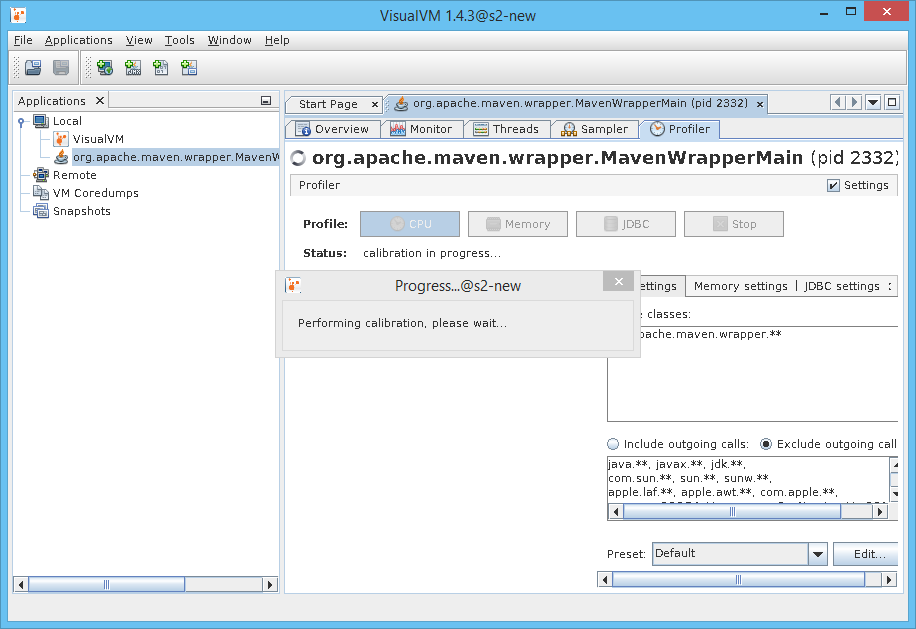 VisualVM 1.4.3@s2-new
File Applications View Tools Window Help
Applications
Local
VisualVM
org.apache.maven.wrapper.MavenW
Remote
VM Coredumps
Snapshots
Start Page
org.apache.maven.wrapper.MavenWrapperMain (pid 2332)
Overview Monitor Threads Sampler Profiler
org.apache.maven.wrapper.MavenWrapperMain (pid 2332)
Profiler Settings
Profile: CPU Memory JDBC Stop
Status: calibration in progress...
Progress...@s2-new
Performing calibration, please wait...
ettings Memory settings JDBC settings
classes:
pache.maven.wrapper.**
Include outgoing calls: Exclude outgoing call
java.**, javax.**, jdk.**,
com.sun.**, sun.**, sunw.**,
apple.laf.**, apple.awt.**, com.apple.**,
Preset: Default Edit...